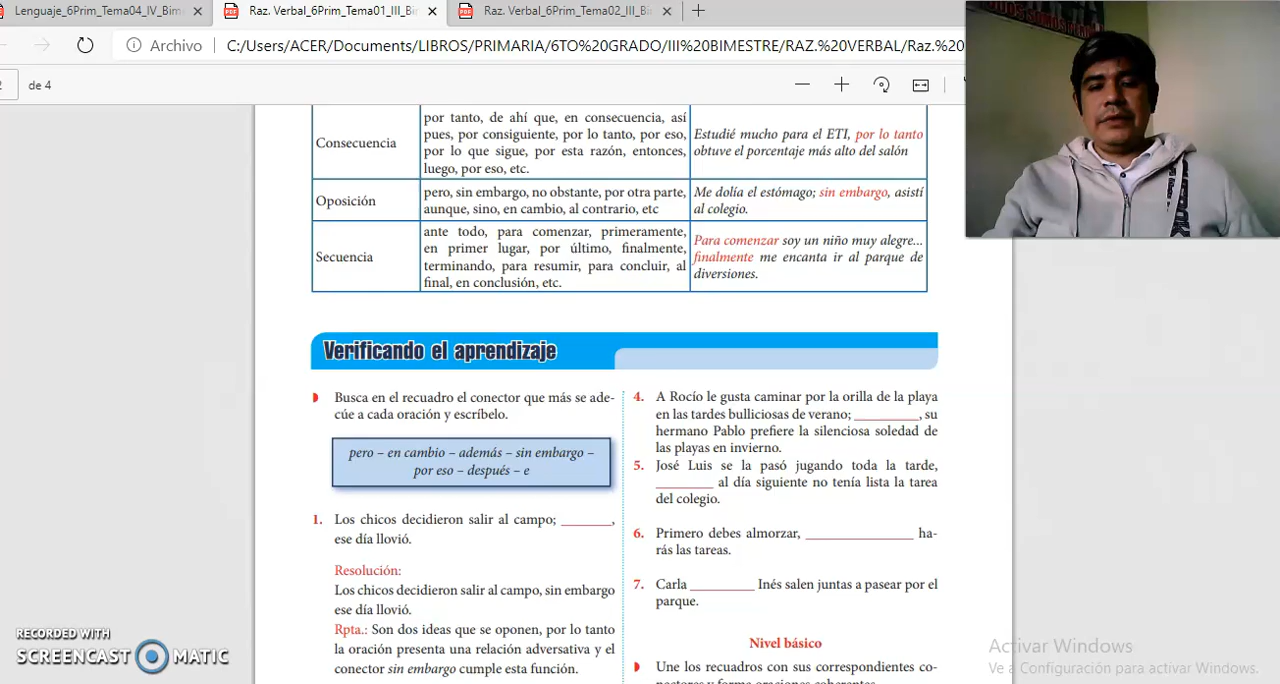 Lenguaje_6Prim_Tema04_IV_Bim
Raz. Verbal_6Prim_Tema01_III_Bi
Raz. Verbal_6Prim_Tema02_III_Bi
Archivo
C:/Users/ACER/Documents/LIBROS/PRIMARIA/6TO%20GRADO/III%20BIMESTRE/RAZ.%20VERBAL/Raz.%20
de 4
Consecuencia
por tanto, de ahí que, en consecuencia, así
pues, por consiguiente, por lo tanto, por eso,
por lo que sigue, por esta razón, entonces,
luego, por eso, etc.
Estudié mucho para el ETI, por lo tanto
obtuve el porcentaje más alto del salón
Oposición
pero, sin embargo, no obstante, por otra parte,
aunque, sino, en cambio, al contrario, etc
Me dolía el estómago; sin embargo, asistí
al colegio.
Secuencia
ante todo, para comenzar, primeramente,
en primer lugar, por último, finalmente,
terminando, para resumir, para concluir, al
final, en conclusión, etc.
Para comenzar soy un niño muy alegre...
finalmente me encanta ir al parque de
diversiones.
Verificando el aprendizaje
Busca en el recuadro el conector que más se ade-
cúe a cada oración y escríbelo.
pero – en cambio – además – sin embargo –
por eso – después – e
1. Los chicos decidieron salir al campo; _______,
ese día llovió.
Resolución:
Los chicos decidieron salir al campo, sin embargo
ese día llovió.
Rpta.: Son dos ideas que se oponen, por lo tanto
la oración presenta una relación adversativa y el
conector sin embargo cumple esta función.
4. A Rocío le gusta caminar por la orilla de la playa
en las tardes bulliciosas de verano; _________, su
hermano Pablo prefiere la silenciosa soledad de
las playas en invierno.
5. José Luis se la pasó jugando toda la tarde,
________ al día siguiente no tenía lista la tarea
del colegio.
6. Primero debes almorzar, _______________ ha-
rás las tareas.
7. Carla _________ Inés salen juntas a pasear por el
parque.
Nivel básico
Une los recuadros con sus correspondientes co-
nectores y forme oraciones coherentes
RECORDED WITH
SCREENCAST MATIC
Activar Windows
Ve a Configuración para activar Windows.